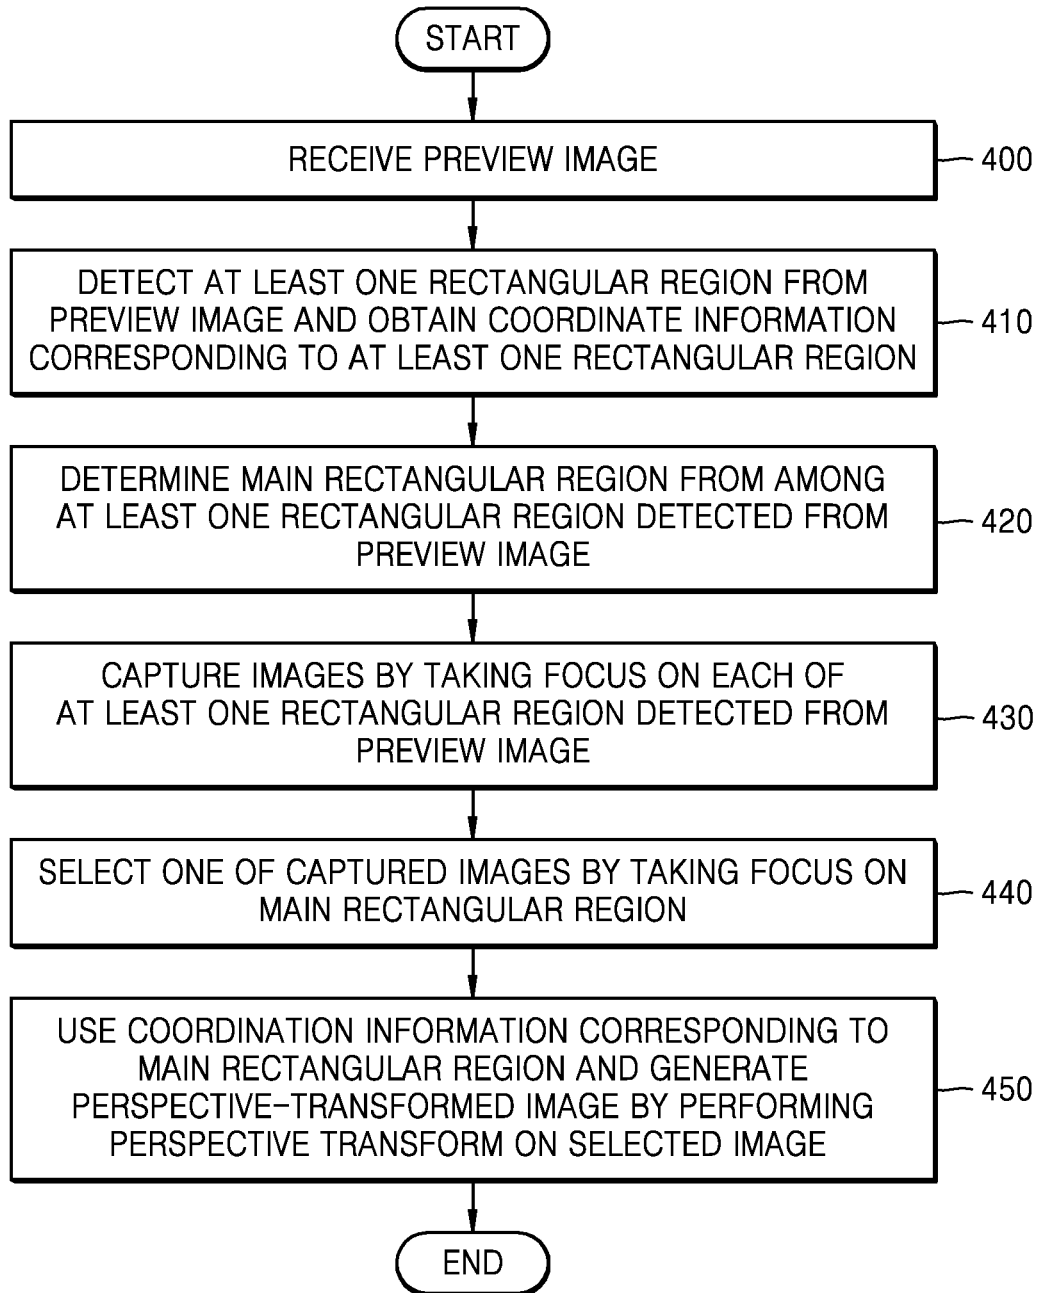 START
RECEIVE PREVIEW IMAGE
400
DETECT AT LEAST ONE RECTANGULAR REGION FROM
PREVIEW IMAGE AND OBTAIN COORDINATE INFORMATION
CORRESPONDING TO AT LEAST ONE RECTANGULAR REGION
410
DETERMINE MAIN RECTANGULAR REGION FROM AMONG
AT LEAST ONE RECTANGULAR REGION DETECTED FROM
PREVIEW IMAGE
420
CAPTURE IMAGES BY TAKING FOCUS ON EACH OF
AT LEAST ONE RECTANGULAR REGION DETECTED FROM
PREVIEW IMAGE
430
SELECT ONE OF CAPTURED IMAGES BY TAKING FOCUS ON
MAIN RECTANGULAR REGION
440
USE COORDINATION INFORMATION CORRESPONDING TO
MAIN RECTANGULAR REGION AND GENERATE
PERSPECTIVE-TRANSFORMED IMAGE BY PERFORMING
PERSPECTIVE TRANSFORM ON SELECTED IMAGE
450
END